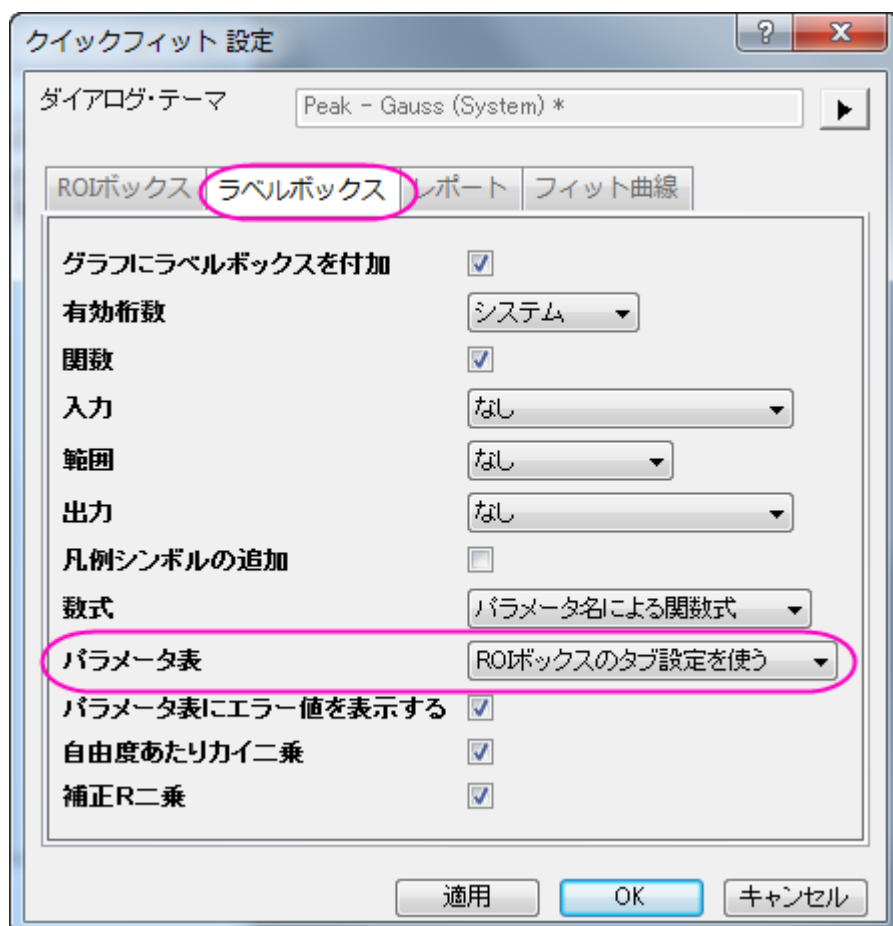 クイックフィット 設定
?
x
ダイアログ・テーマ Peak - Gauss (System) *
ROIボックス ラベルボックス レポート フィット曲線
グラフにラベルボックスを付加
有効桁数 システム
関数
入力 なし
範囲 なし
出力 なし
凡例シンボルの追加
数式 パラメータ名による関数式
パラメータ表 ROIボックスのタブ設定を使う
パラメータ表にエラー値を表示する
自由度あたりカイ二乗
補正R二乗
適用 OK キャンセル